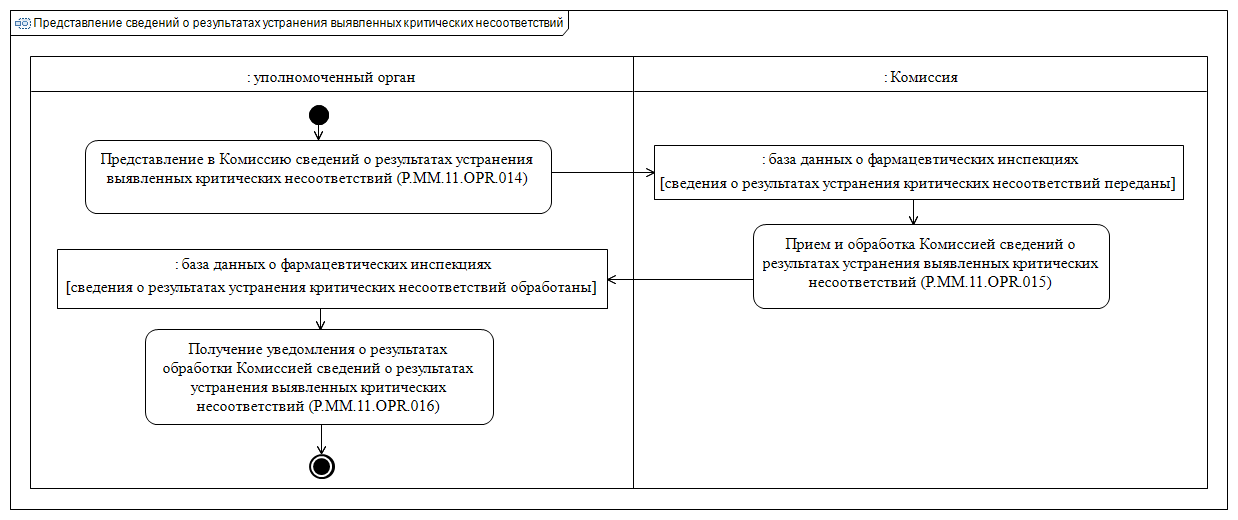 Представление сведений о результатах устранения выявленных критических несоответствий
: уполномоченный орган
: Комиссия
Представление в Комиссию сведений о результатах устранения
выявленных критических несоответствий (P.MM.11.OPR.014)
: база данных о фармацевтических инспекциях
[сведения о результатах устранения критических несоответствий переданы]
Прием и обработка Комиссией сведений о
результатах устранения выявленных критических
несоответствий (P.MM.11.OPR.015)
: база данных о фармацевтических инспекциях
[сведения о результатах устранения критических несоответствий обработаны]
Получение уведомления о результатах
обработки Комиссией сведений о результатах
устранения выявленных критических
несоответствий (P.MM.11.OPR.016)